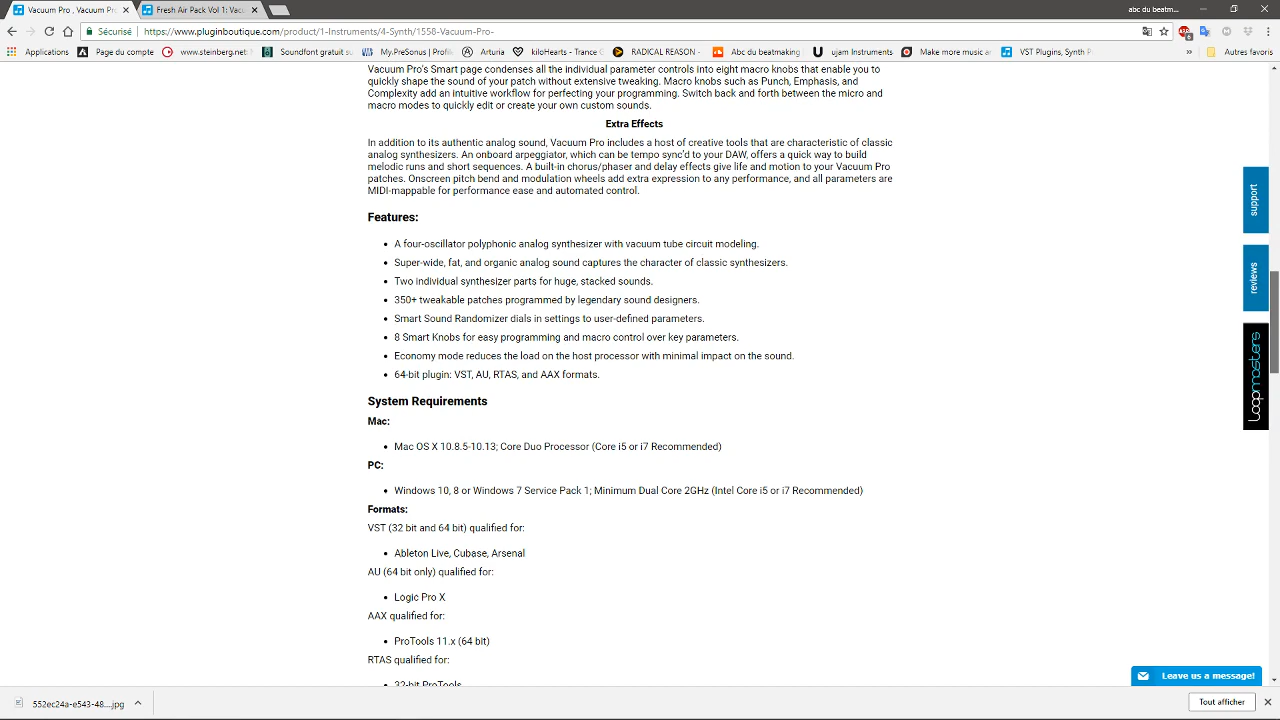 Vacuum Pro , Vacuum Pro
Fresh Air Pack Vol 1: Vacu
abc du beatm...
Sécurisé
https://www.pluginboutique.com/product/1-Instruments/4-Synth/1558-Vacuum-Pro-
Applications
Page du compte
www.steinberg.net
Soundfont gratuit su
My.PreSonus | Profil
Arturia
kiloHearts - Trance G
RADICAL REASON -
Abc du beatmaking
ujam Instruments
Make more music a
VST Plugins, Synth P
»
Autres favoris
Vacuum Pro's Smart page condenses all the individual parameter controls into eight macro knobs that enable you to
quickly shape the sound of your patch without extensive tweaking. Macro knobs such as Punch, Emphasis, and
Complexity add an intuitive workflow for perfecting your programming. Switch back and forth between the micro and
macro modes to quickly edit or create your own custom sounds.
Extra Effects
In addition to its authentic analog sound, Vacuum Pro includes a host of creative tools that are characteristic of classic
analog synthesizers. An onboard arpeggiator, which can be tempo sync'd to your DAW, offers a quick way to build
melodic runs and short sequences. A built-in chorus/phaser and delay effects give life and motion to your Vacuum Pro
patches. Onscreen pitch bend and modulation wheels add extra expression to any performance, and all parameters are
MIDI-mappable for performance ease and automated control.
Features:
• A four-oscillator polyphonic analog synthesizer with vacuum tube circuit modeling.
• Super-wide, fat, and organic analog sound captures the character of classic synthesizers.
• Two individual synthesizer parts for huge, stacked sounds.
• 350+ tweakable patches programmed by legendary sound designers.
• Smart Sound Randomizer dials in settings to user-defined parameters.
• 8 Smart Knobs for easy programming and macro control over key parameters.
• Economy mode reduces the load on the host processor with minimal impact on the sound.
• 64-bit plugin: VST, AU, RTAS, and AAX formats.
System Requirements
Mac:
• Mac OS X 10.8.5-10.13; Core Duo Processor (Core i5 or i7 Recommended)
PC:
• Windows 10, 8 or Windows 7 Service Pack 1; Minimum Dual Core 2GHz (Intel Core i5 or i7 Recommended)
Formats:
VST (32 bit and 64 bit) qualified for:
• Ableton Live, Cubase, Arsenal
AU (64 bit only) qualified for:
• Logic Pro X
AAX qualified for:
• ProTools 11.x (64 bit)
RTAS qualified for:
• 32-bit ProTools
support
reviews
loopmasters
Leave us a message!
552ec24a-e543-48....jpg
Tout afficher